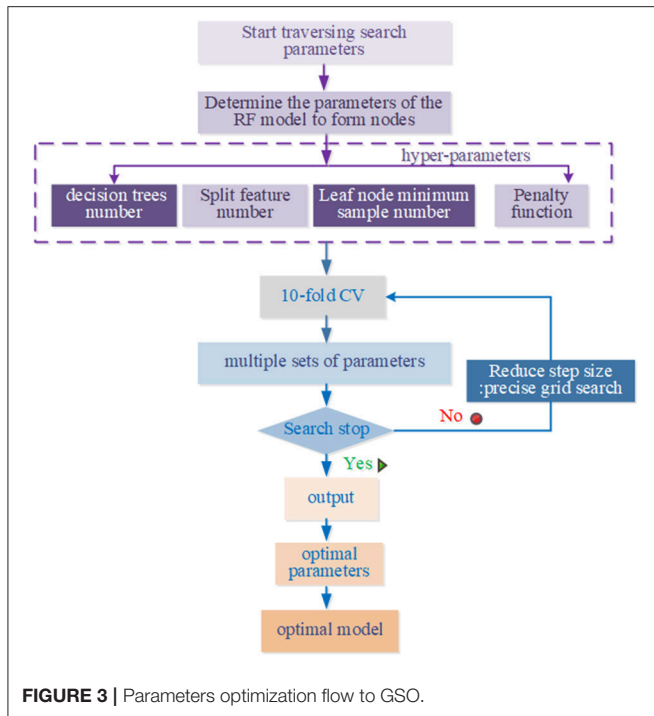 Start traversing search
parameters
Determine the parameters of the
RF model to form nodes
hyper-parameters
decision trees
number
Split feature
number
Leaf node minimum
sample number
Penalty
function
10-fold CV
multiple sets of parameters
Reduce step size
:precise grid search
Search stop
No
Yes
output
optimal
parameters
optimal model
FIGURE 3 | Parameters optimization flow to GSO.